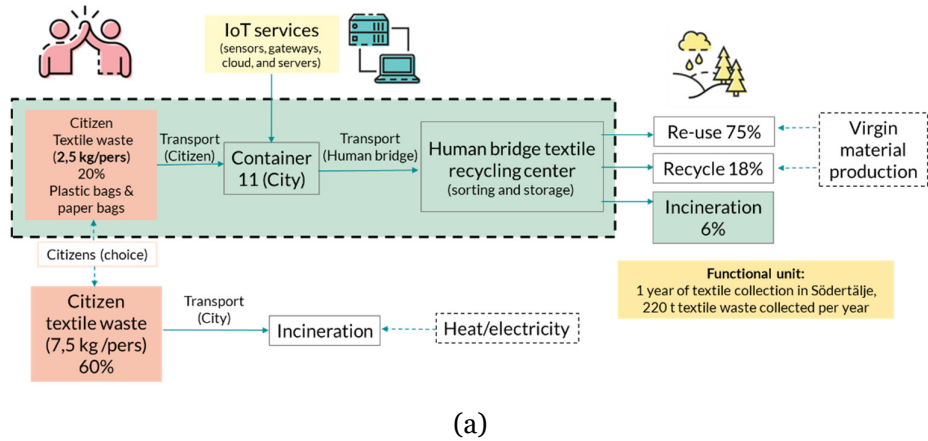 IoT services
(sensors, gateways,
cloud, and servers)
Citizen
Textile waste
(2,5 kg/pers)
20%
Plastic bags &
paper bags
Transport
(Citizen)
Container
11 (City)
Transport
(Human bridge)
Human bridge textile
recycling center
(sorting and storage)
Re-use 75%
Recycle 18%
Incineration
6%
Virgin
material
production
Citizens (choice)
Citizen
textile waste
(7,5 kg /pers)
60%
Transport
(City)
Incineration
Heat/electricity
Functional unit:
1 year of textile collection in Södertälje,
220 t textile waste collected per year
(a)